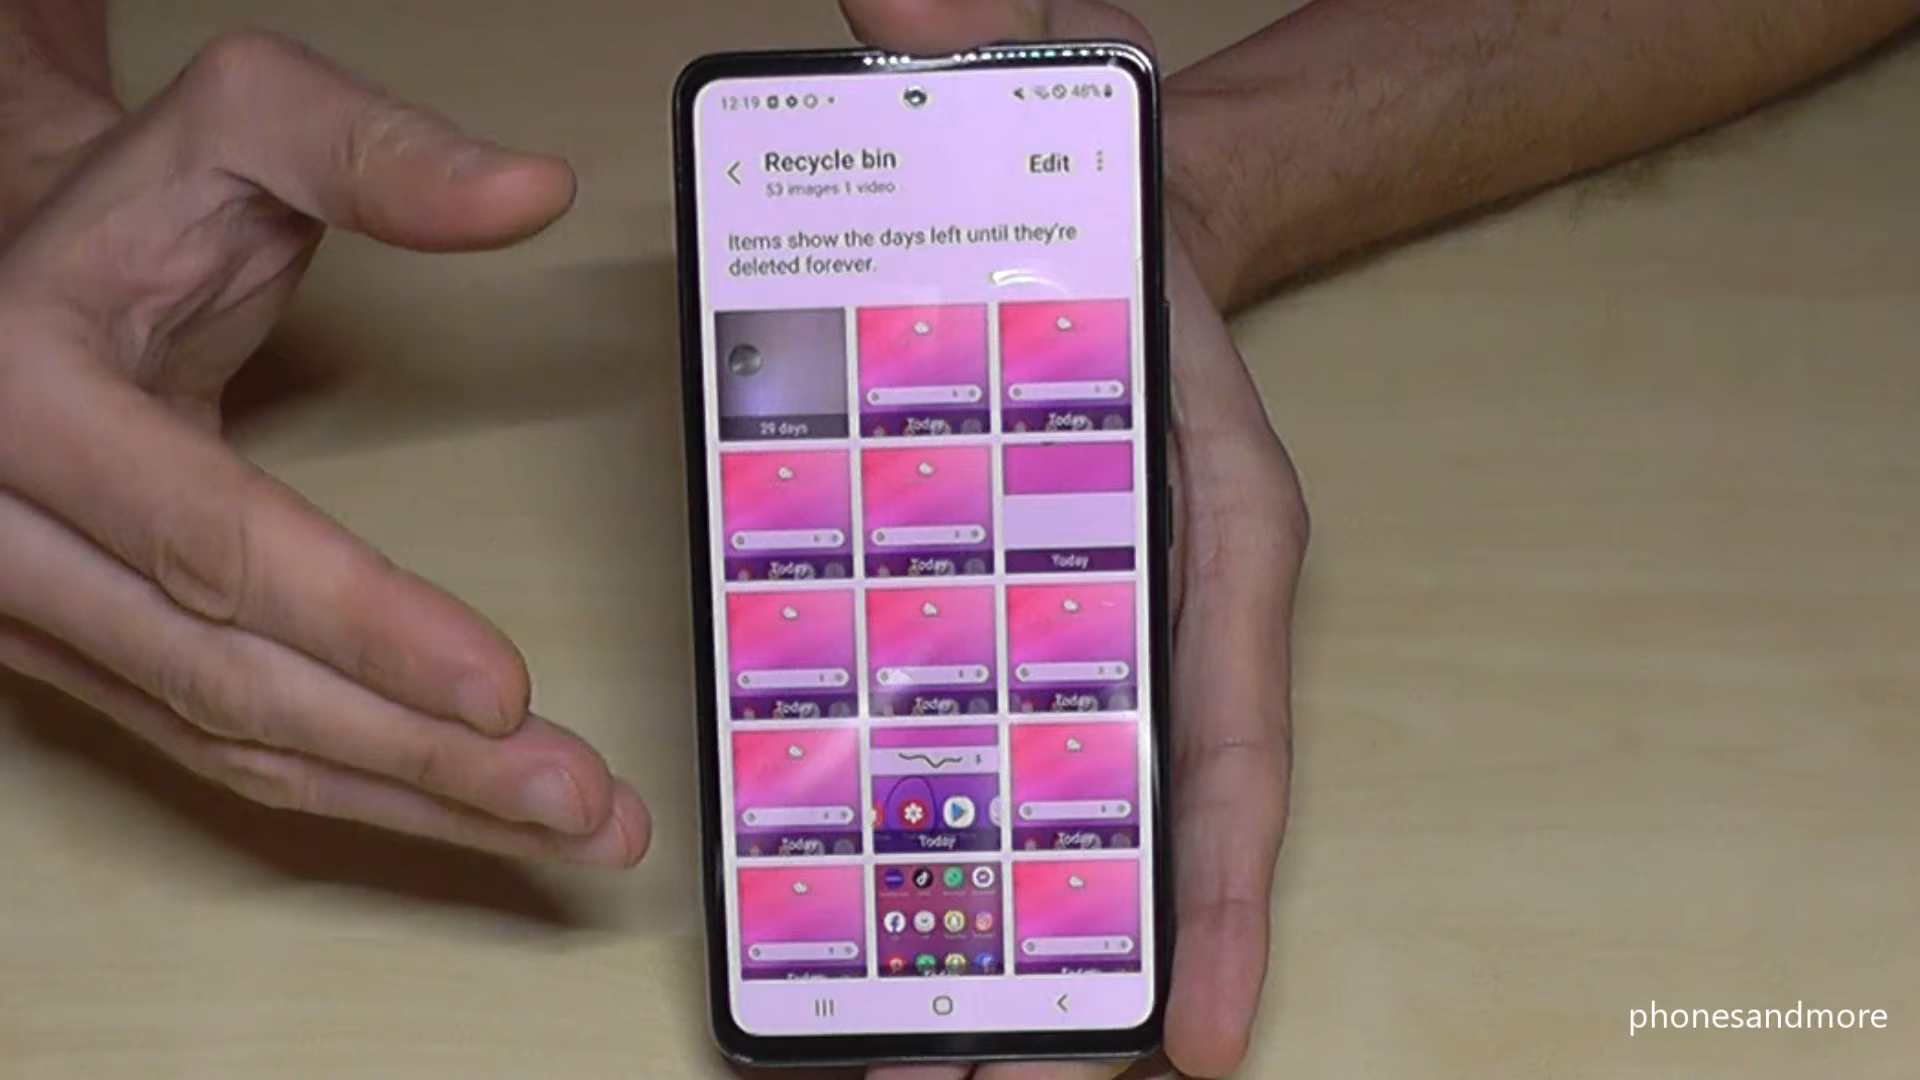 12:19
48%
Recycle bin
Edit
53 images 1 video
Items show the days left until they're
deleted forever.
29 days
Today
Today
Today
Today
Today
Today
Today
Today
Today
Today
Today
phonesandmore